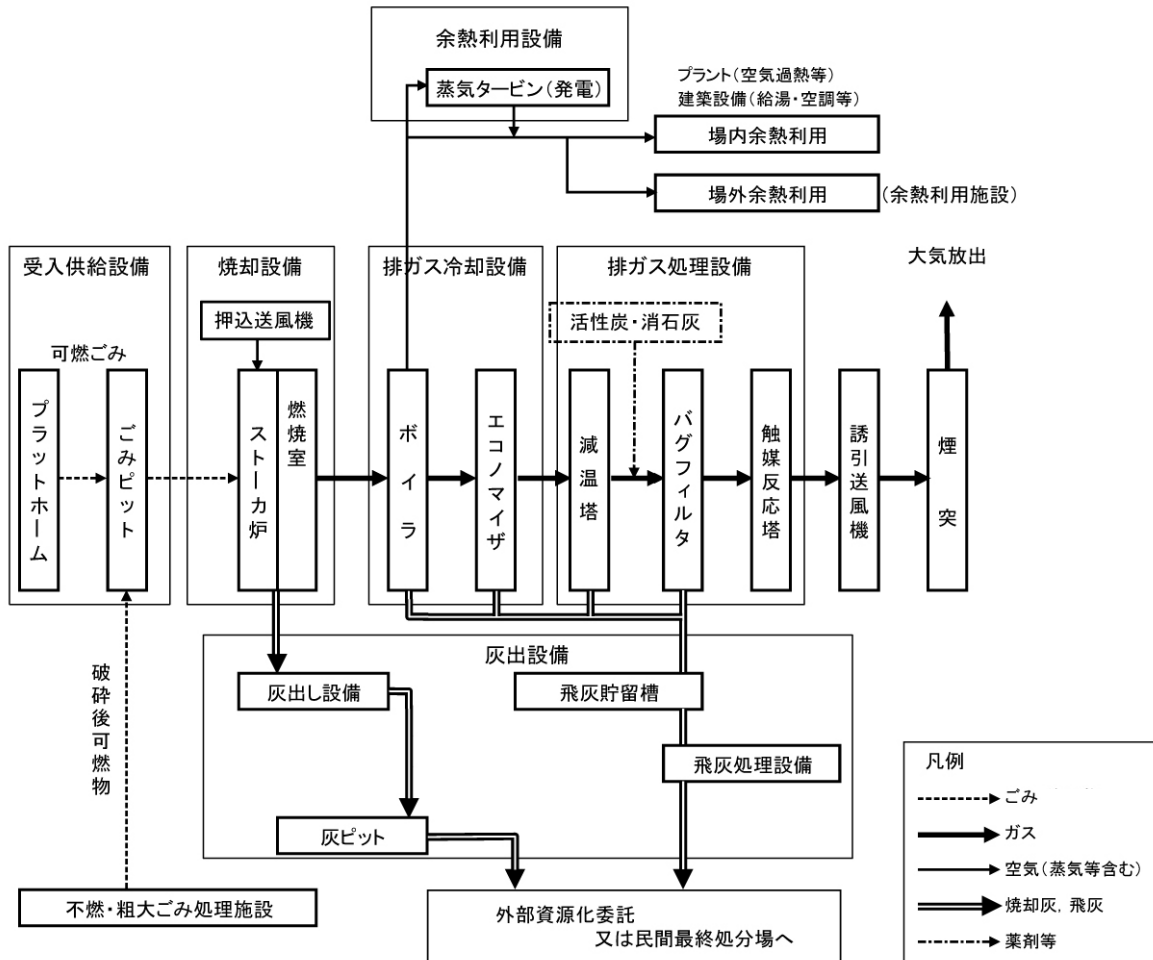 余熱利用設備
蒸気タービン(発電)
プラント(空気過熱等)
建築設備(給湯・空調等)
場内余熱利用
場外余熱利用
(余熱利用施設)
受入供給設備
焼却設備
排ガス冷却設備
排ガス処理設備
大気放出
押込送風機
活性炭・消石灰
可燃ごみ
プラットホーム
ごみピット
ストーカ炉
燃焼室
ボイラ
エコノマイザ
減温塔
バグフィルタ
触媒反応塔
誘引送風機
煙突
破砕後可燃物
灰出設備
灰出し設備
飛灰貯留槽
飛灰処理設備
灰ピット
不燃・粗大ごみ処理施設
外部資源化委託
又は民間最終処分場へ
凡例
ごみ
ガス
空気(蒸気等含む)
焼却灰,飛灰
薬剤等